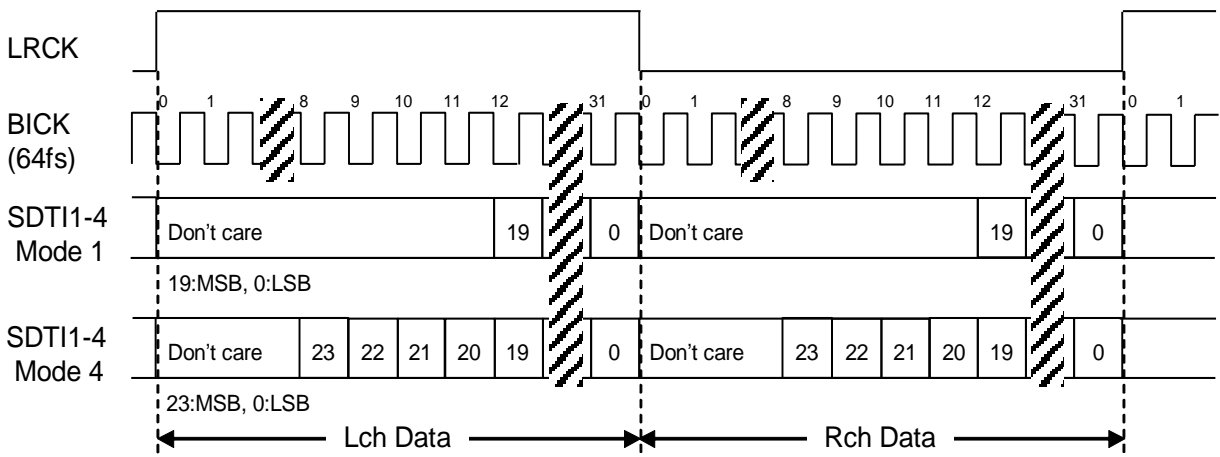 LRCK
BICK
(64fs)
0 1 8 9 10 11 12 31 0 1 8 9 10 11 12 31 0 1
SDTI1-4
Mode 1
Don't care 19 0 Don't care 19 0
19:MSB, 0:LSB
SDTI1-4
Mode 4
Don't care 23 22 21 20 19 0 Don't care 23 22 21 20 19 0
23:MSB, 0:LSB
Lch Data Rch Data